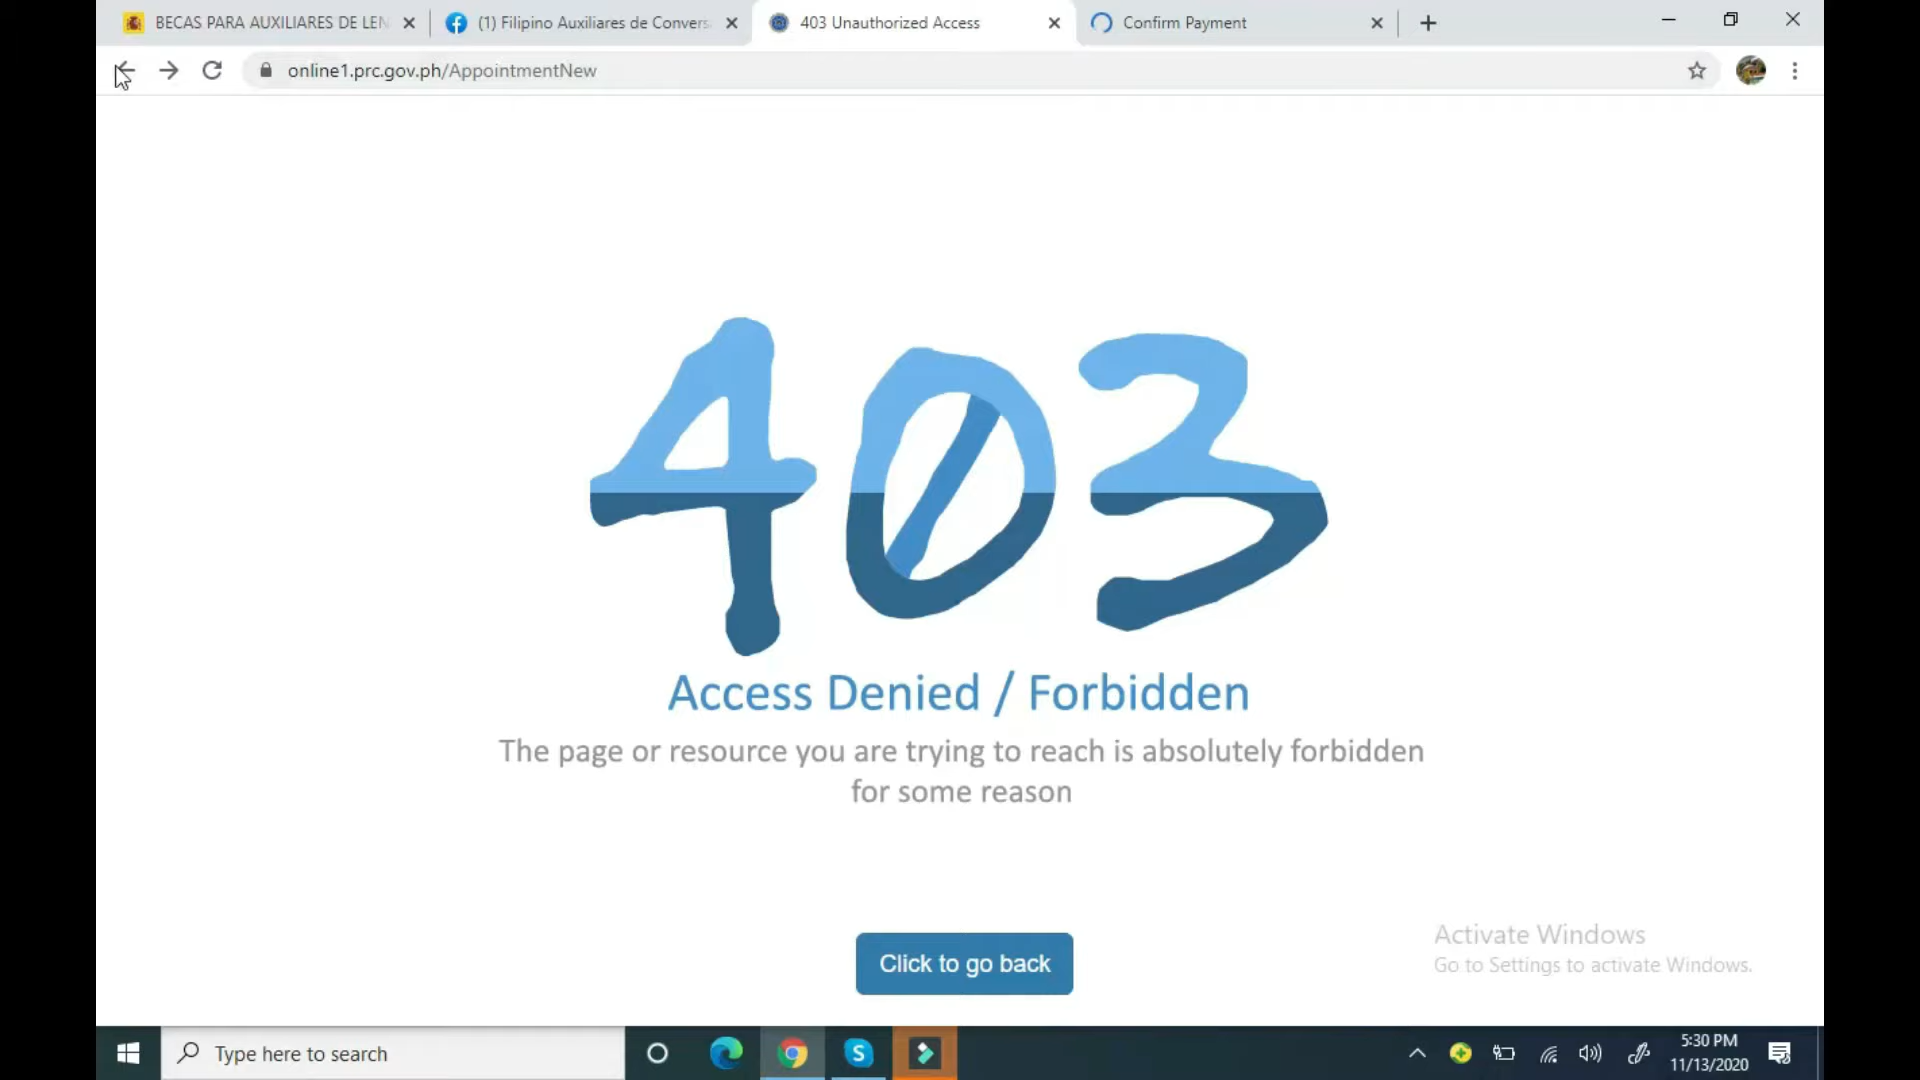 BECAS PARA AUXILIARES DE LEN
(1) Filipino Auxiliares de Convers
403 Unauthorized Access
Confirm Payment
online1.prc.gov.ph/AppointmentNew
403
Access Denied / Forbidden
The page or resource you are trying to reach is absolutely forbidden
for some reason
Click to go back
Activate Windows
Go to Settings to activate Windows.
Type here to search
S
5:30 PM
11/13/2020